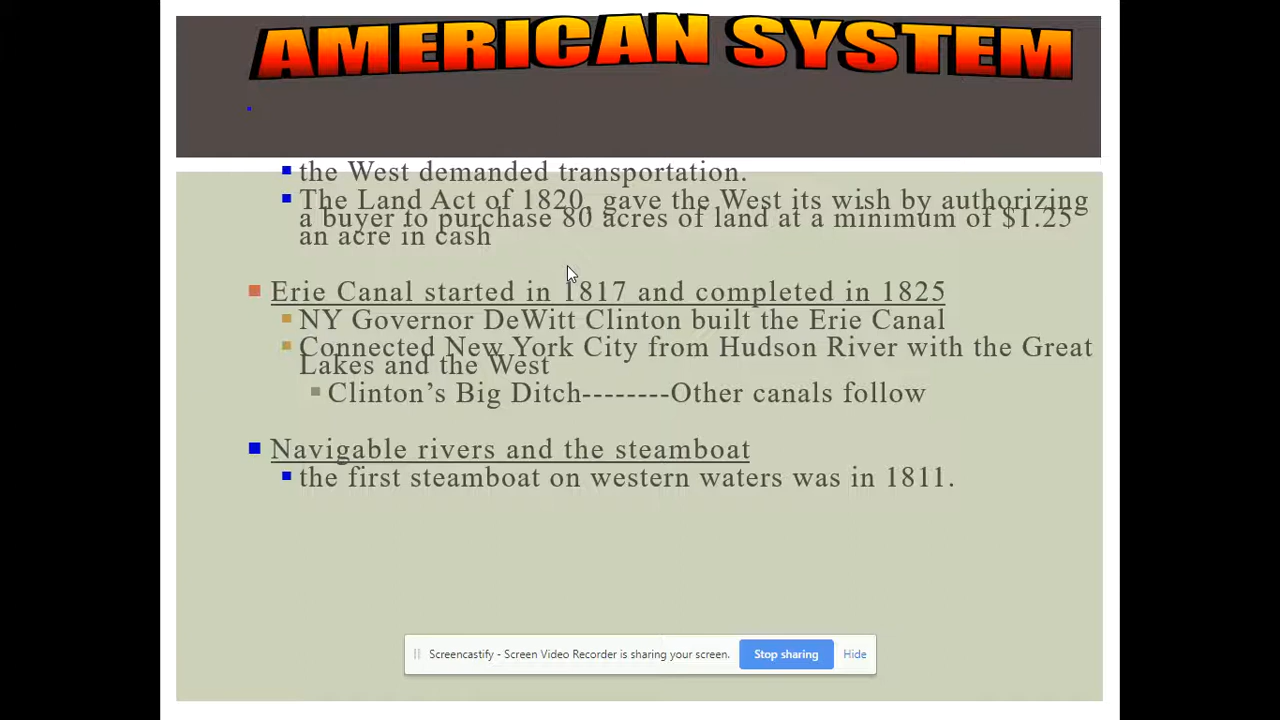 AMERICAN SYSTEM
the West demanded transportation.
The Land Act of 1820, gave the West its wish by authorizing
a buyer to purchase 80 acres of land at a minimum of $1.25
an acre in cash
Erie Canal started in 1817 and completed in 1825
NY Governor DeWitt Clinton built the Erie Canal
Connected New York City from Hudson River with the Great
Lakes and the West
Clinton’s Big Ditch--------Other canals follow
Navigable rivers and the steamboat
the first steamboat on western waters was in 1811.
Screencastify - Screen Video Recorder is sharing your screen. Stop sharing Hide